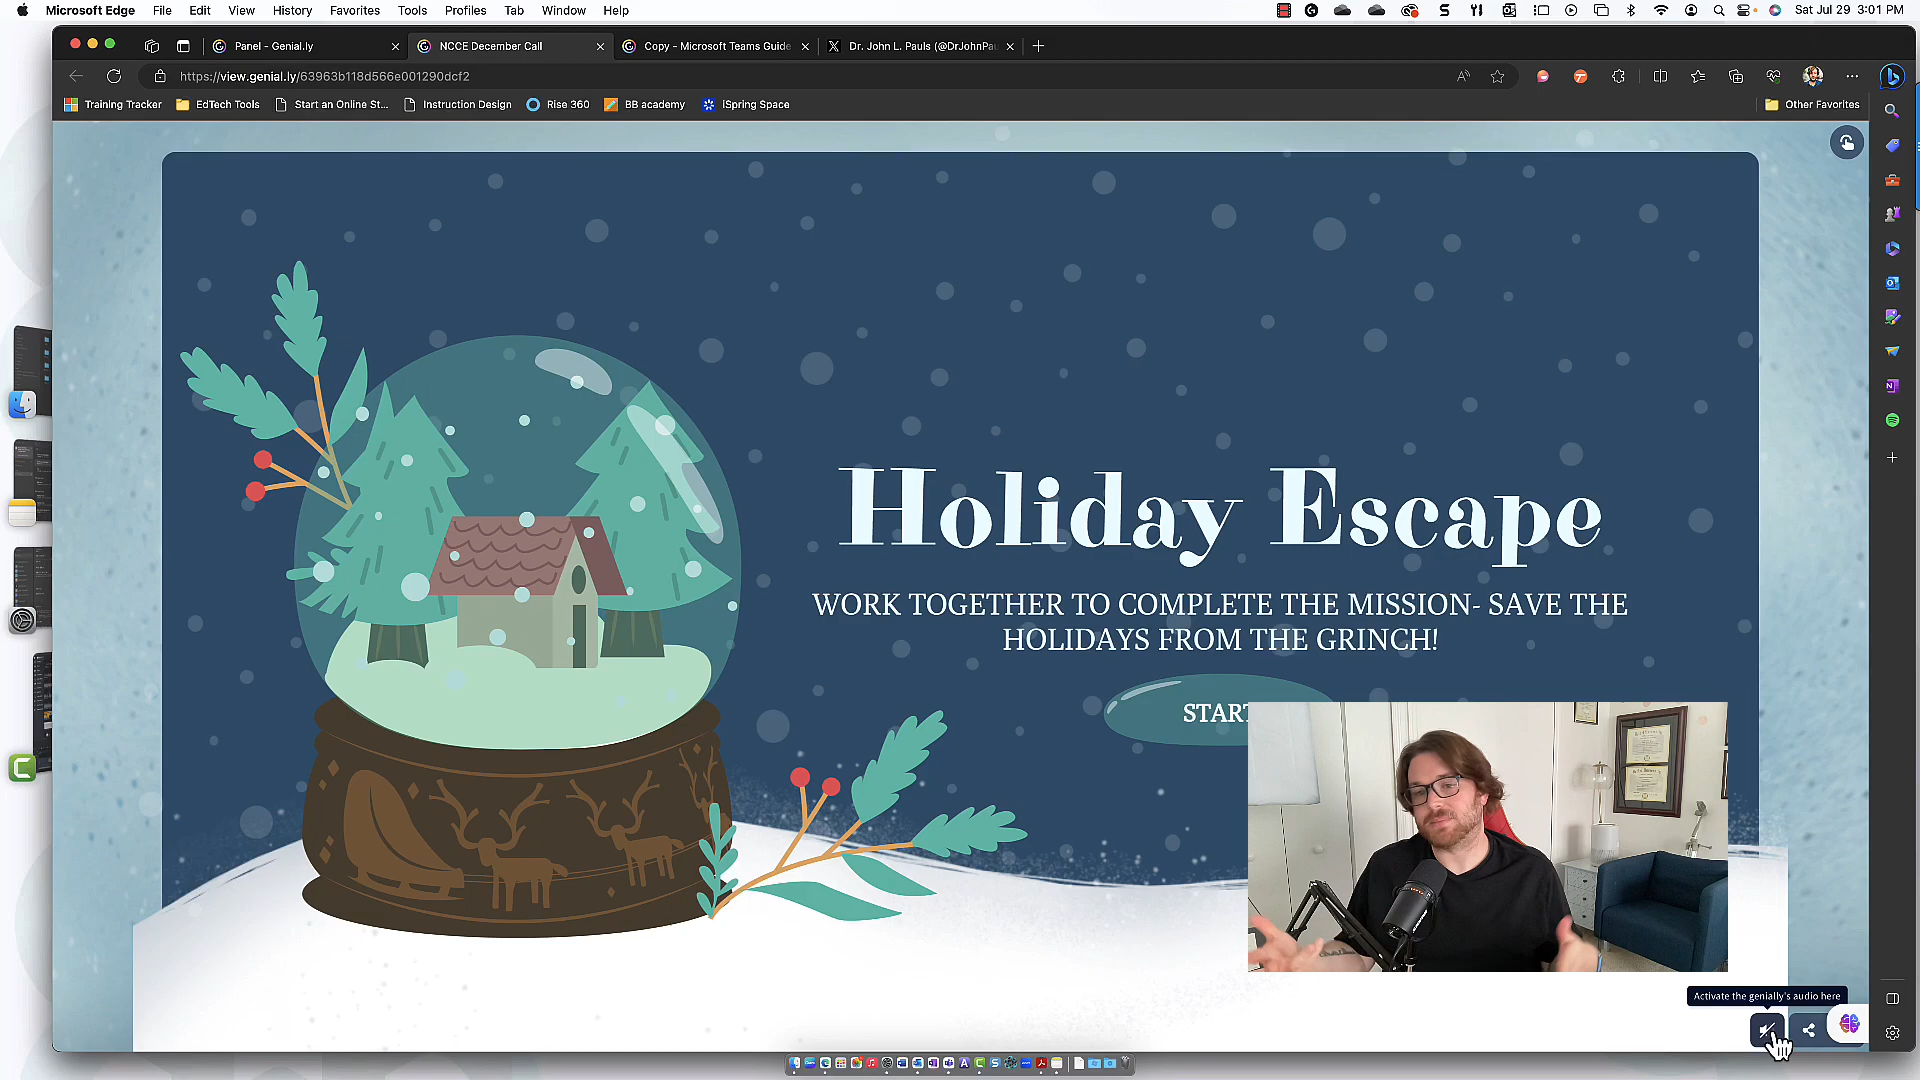 Microsoft Edge File Edit View History Favorites Tools Profiles Tab Window Help Sat Jul 29 3:01 PM
Panel - Genial.ly NCCE December Call Copy - Microsoft Teams Guide Dr. John L. Pauls (@DrJohnPau
https://view.genial.ly/63963b118d566e001290dcf2
Training Tracker EdTech Tools Start an Online St... Instruction Design Rise 360 BB academy iSpring Space Other Favorites
Holiday Escape
WORK TOGETHER TO COMPLETE THE MISSION- SAVE THE
HOLIDAYS FROM THE GRINCH!
START
Activate the genially's audio here